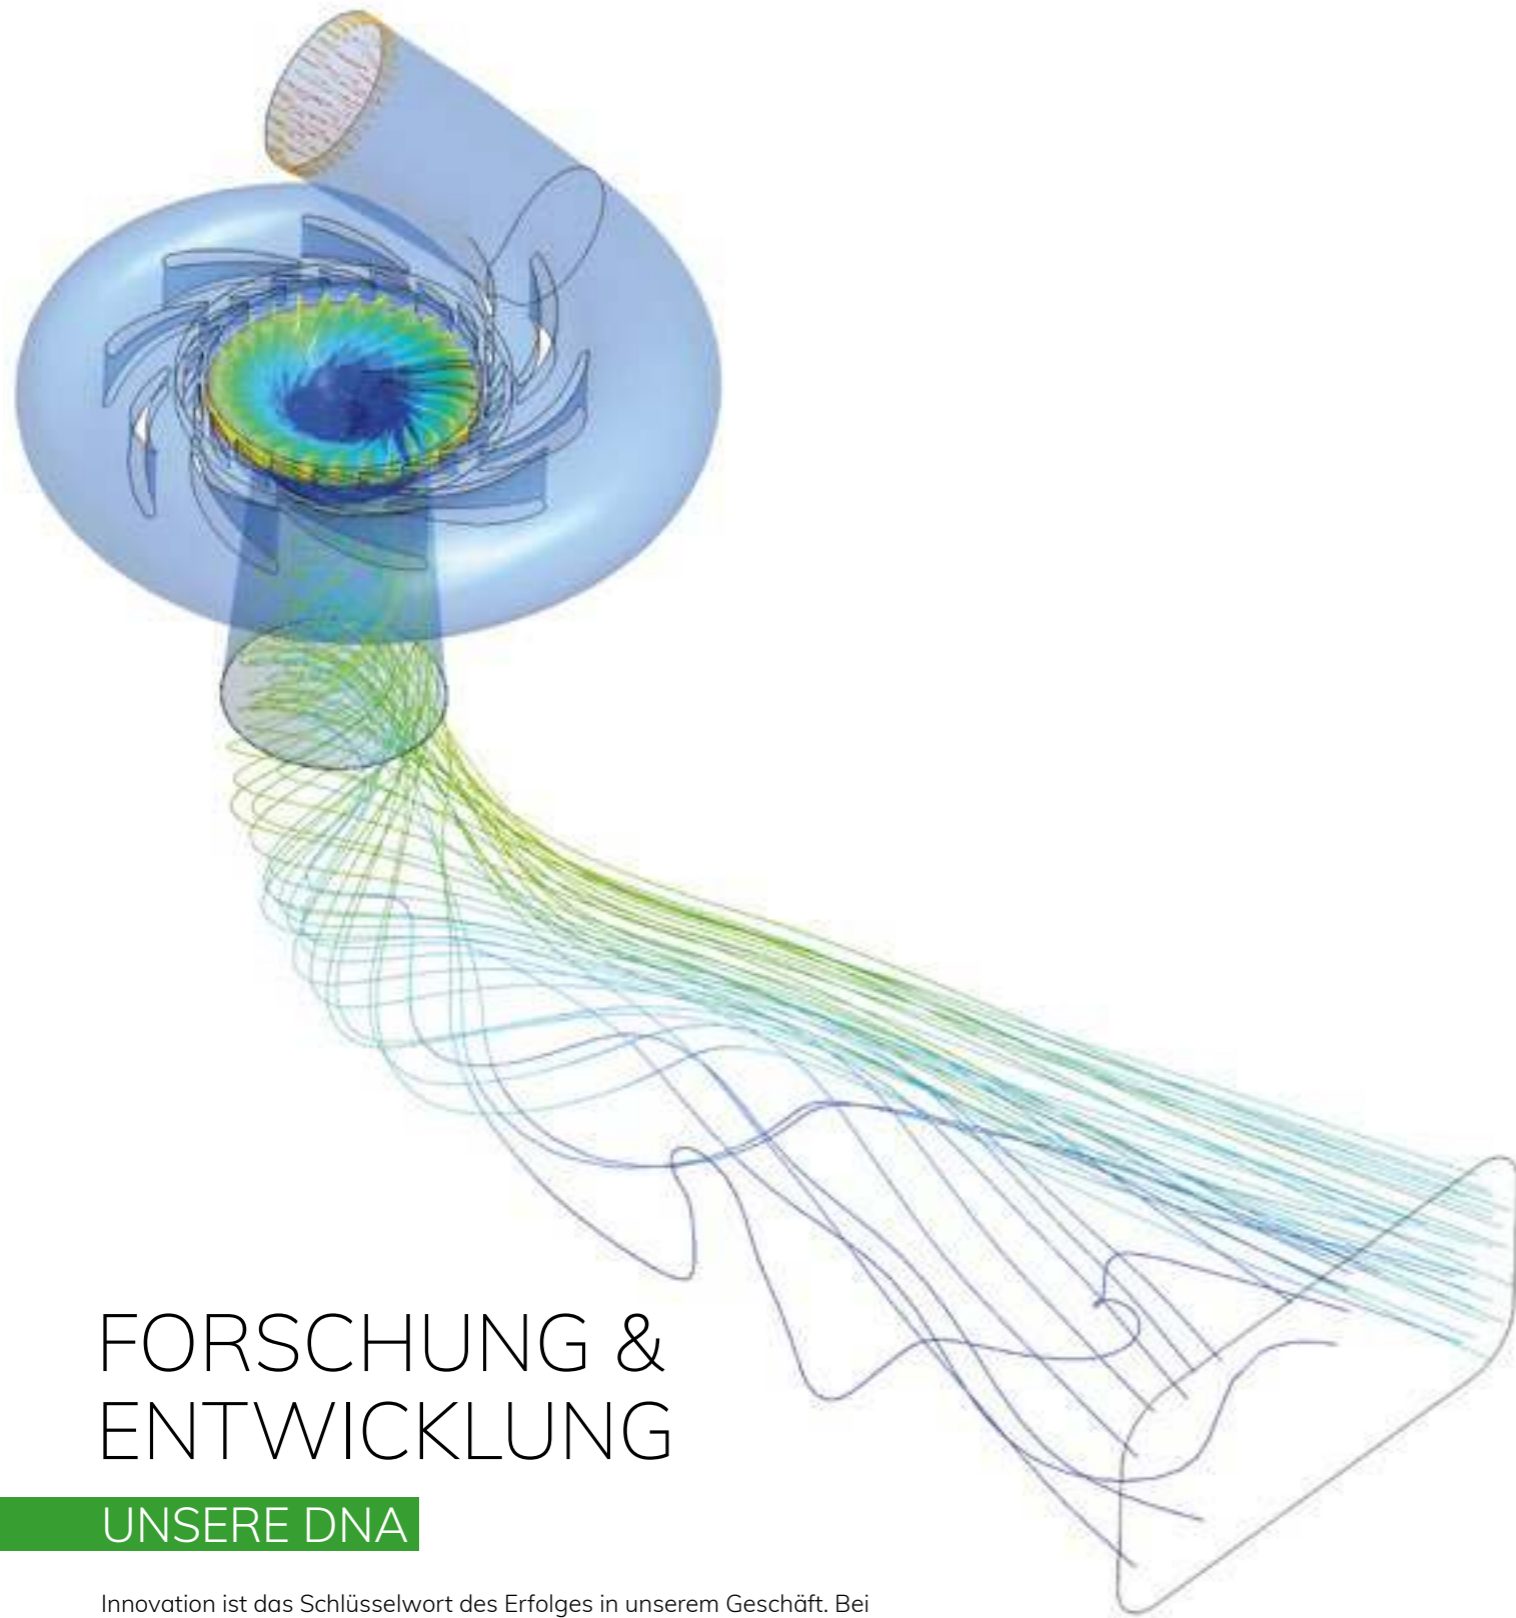 FORSCHUNG &
ENTWICKLUNG
UNSERE DNA
Innovation ist das Schlüsselwort des Erfolges in unserem Geschäft. Bei